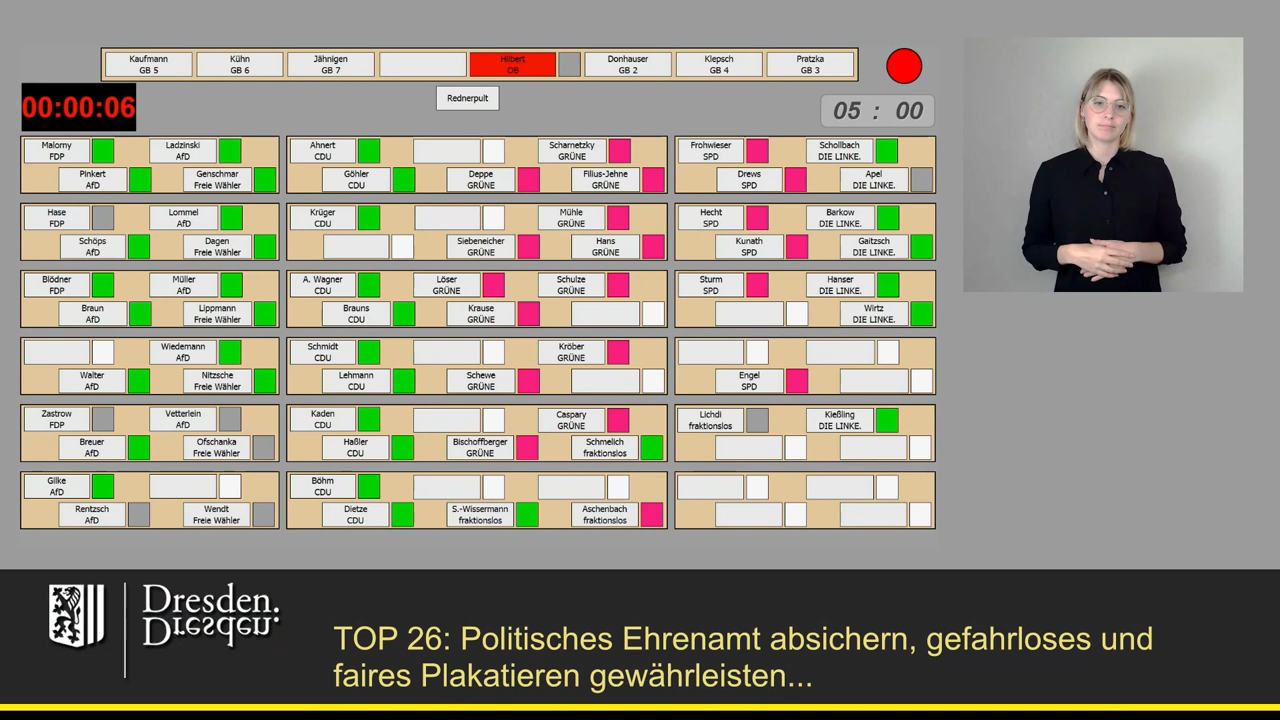 Kaufmann
GB 5
Kühn
GB 6
Jähnigen
GB 7
Hilbert
OB
Donhauser
GB 2
Klepsch
GB 4
Pratzka
GB 3
00:00:06
Rednerpult
05 : 00
Malorny
FDP
Ladzinski
AfD
Pinkert
AfD
Genschmar
Freie Wähler
Ahnert
CDU
Scharnetzky
GRÜNE
Göhler
CDU
Deppe
GRÜNE
Filius-Jehne
GRÜNE
Frohwieser
SPD
Schollbach
DIE LINKE.
Drews
SPD
Apel
DIE LINKE.
Hase
FDP
Lommel
AfD
Schöps
AfD
Dagen
Freie Wähler
Krüger
CDU
Mühle
GRÜNE
Siebeneicher
GRÜNE
Hans
GRÜNE
Hecht
SPD
Barkow
DIE LINKE.
Kunath
SPD
Gaitzsch
DIE LINKE.
Blödner
FDP
Müller
AfD
Braun
AfD
Lippmann
Freie Wähler
A. Wagner
CDU
Löser
GRÜNE
Schulze
GRÜNE
Brauns
CDU
Krause
GRÜNE
Sturm
SPD
Hanser
DIE LINKE.
Wirtz
DIE LINKE.
Wiedemann
AfD
Walter
AfD
Nitzsche
Freie Wähler
Schmidt
CDU
Kröber
GRÜNE
Lehmann
CDU
Schewe
GRÜNE
Engel
SPD
Zastrow
FDP
Vetterlein
AfD
Breuer
AfD
Ofschanka
Freie Wähler
Kaden
CDU
Caspary
GRÜNE
Haßler
CDU
Bischoffberger
GRÜNE
Schmelich
fraktionslos
Lichdi
fraktionslos
Kießling
DIE LINKE.
Gilke
AfD
Rentzsch
AfD
Wendt
Freie Wähler
Böhm
CDU
Dietze
CDU
S.-Wissermann
fraktionslos
Aschenbach
fraktionslos
Dresden.
Dresden.
TOP 26: Politisches Ehrenamt absichern, gefahrloses und
faires Plakatieren gewährleisten...